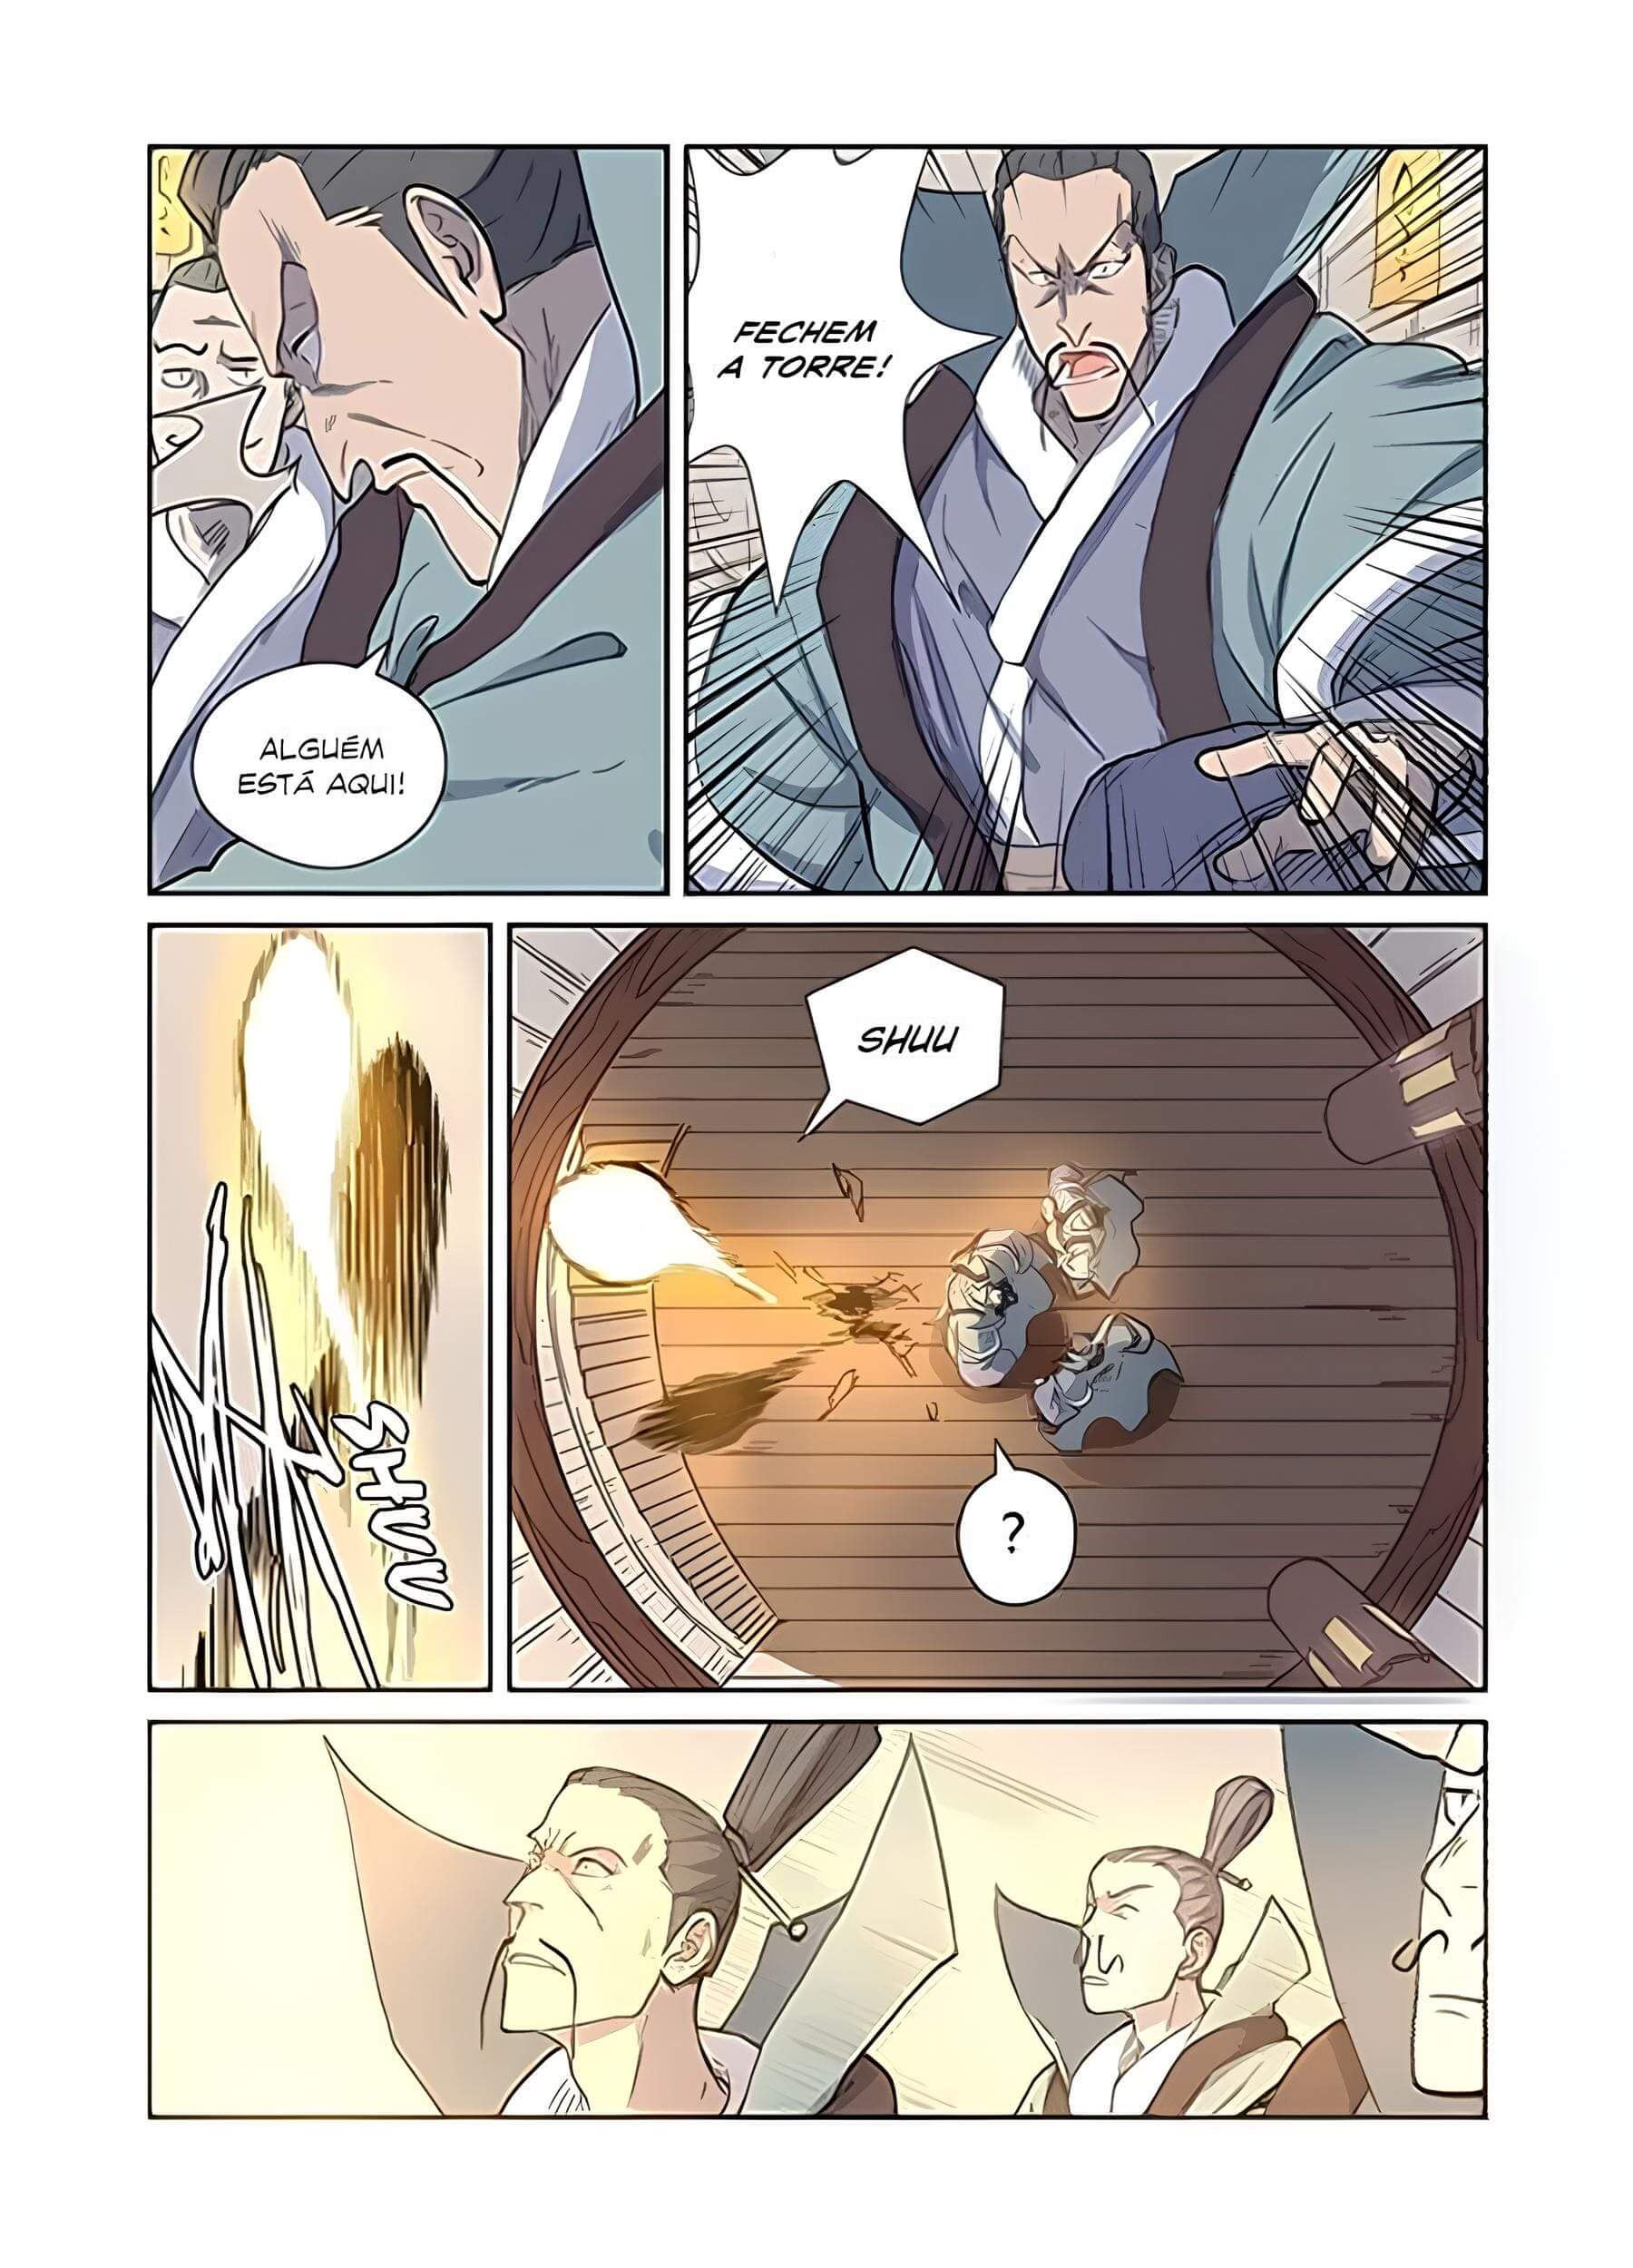 ALGUÉM
ESTÁ AQUI!
FECHEM
A TORRE!
SHUU
SHUU
?